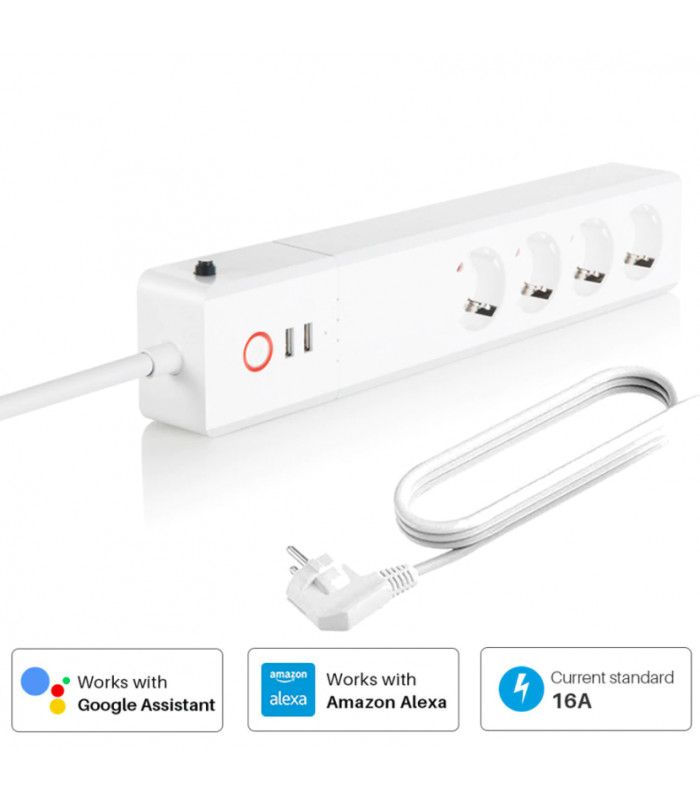 Works with
Google Assistant
amazon
alexa
Works with
Amazon Alexa
Current standard
16A